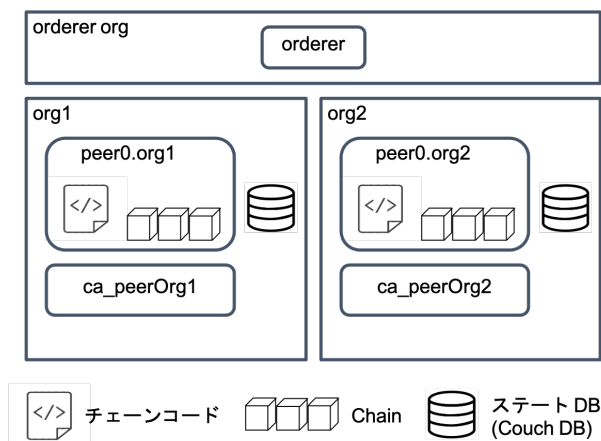 orderer org
orderer
org1
peer0.org1
</>
ca_peerOrg1
org2
peer0.org2
</>
ca_peerOrg2
</>
チェーンコード
Chain
ステート DB
(Couch DB)